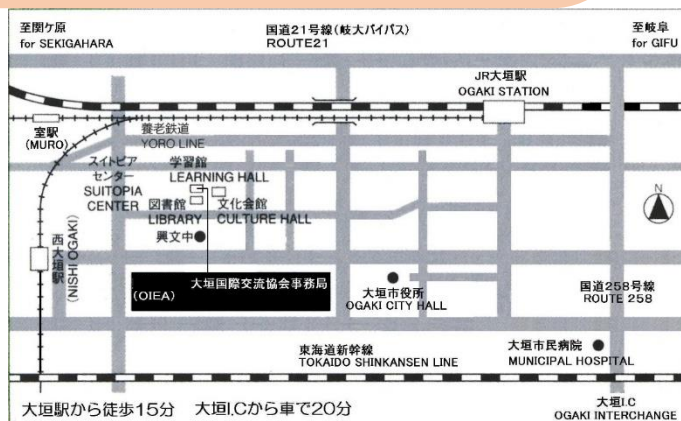 至関ケ原
for SEKIGAHARA
国道21号線(岐大バイパス)
ROUTE21
至岐阜
for GIFU
JR大垣駅
OGAKI STATION
室駅
(MURO)
養老鉄道
YORO LINE
スイトピア
センター
SUITOPIA
CENTER
学習館
LEARNING HALL
図書館
LIBRARY
文化会館
CULTURE HALL
興文中
N
西大垣駅
(NISHI OGAKI)
大垣国際交流協会事務局
(OIEA)
大垣市役所
OGAKI CITY HALL
国道258号線
ROUTE 258
東海道新幹線
TOKAIDO SHINKANSEN LINE
大垣市民病院
MUNICIPAL HOSPITAL
大垣駅から徒歩15分 大垣I.Cから車で20分
大垣I.C
OGAKI INTERCHANGE